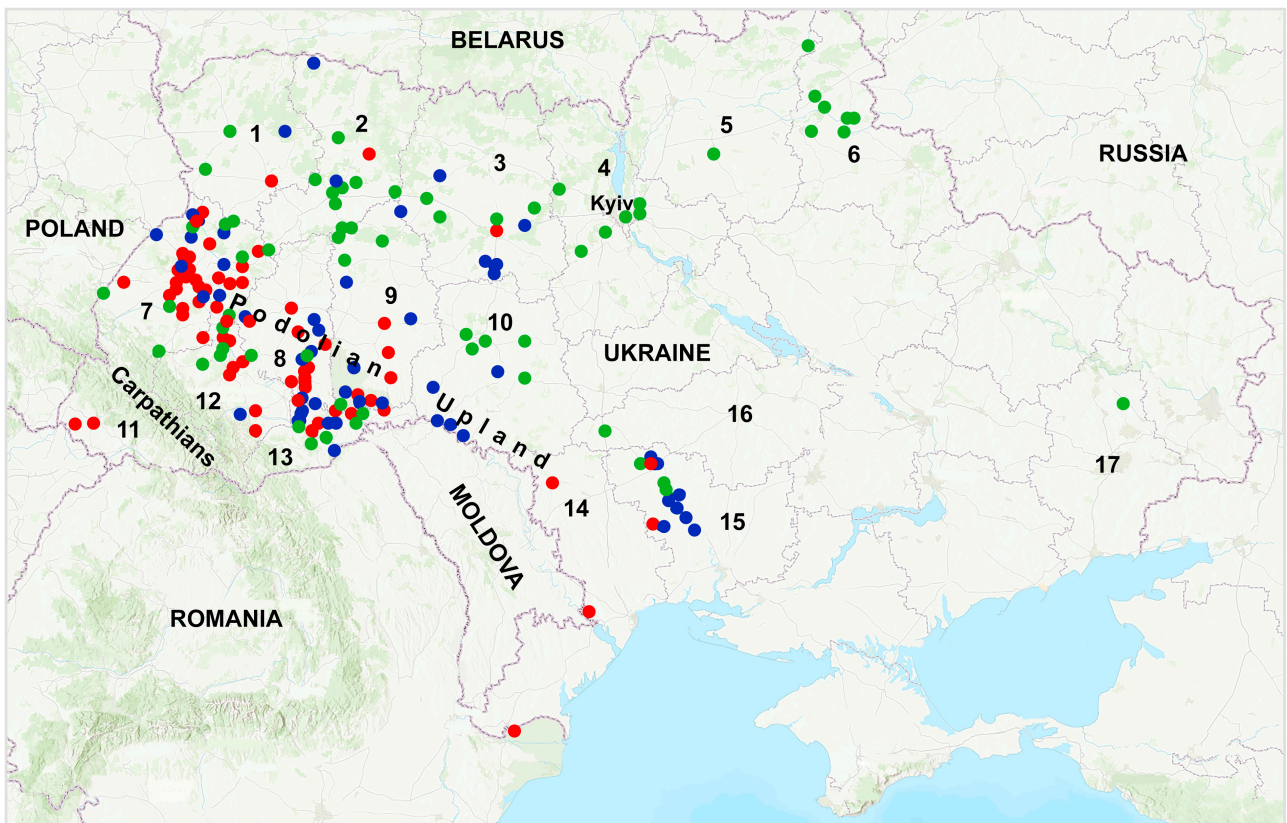 BELARUS
1
2
3
4
5
6
RUSSIA
Kyiv
POLAND
7
Podolian
9
10
8
UKRAINE
Carpathians
12
11
13
Upland
16
17
14
15
MOLDOVA
ROMANIA